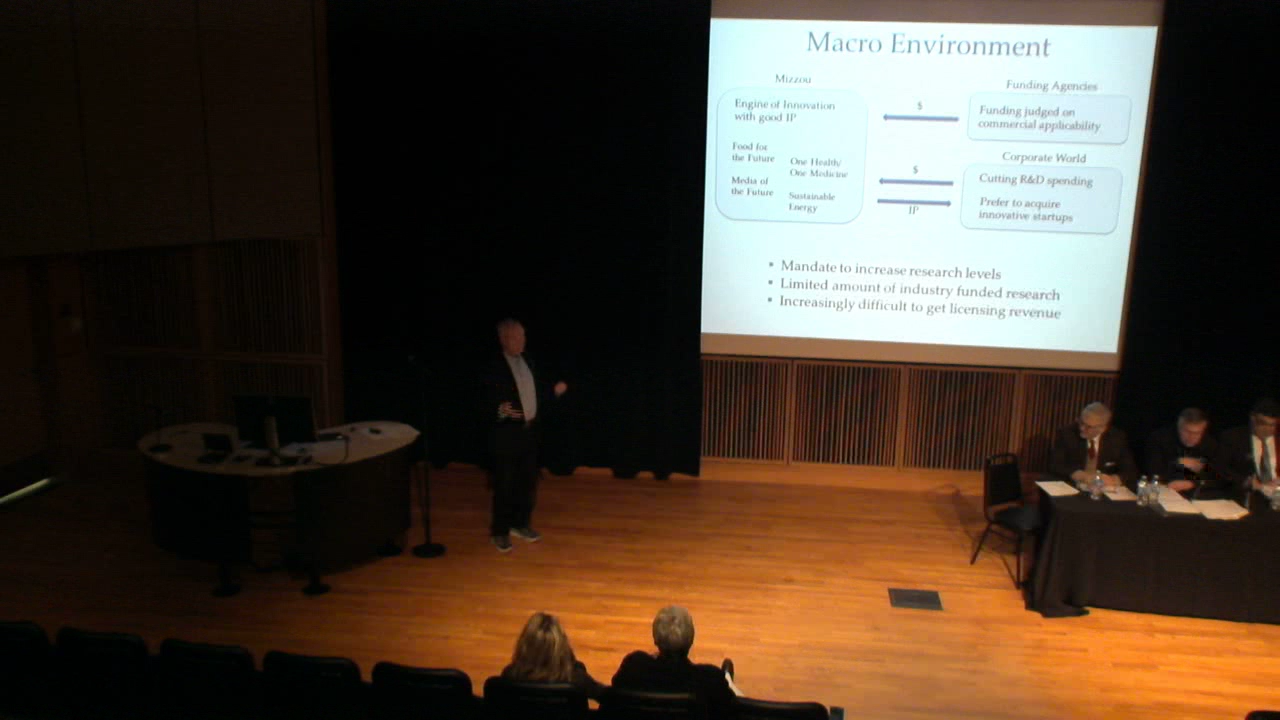 Macro Environment
Mizzou
Engine of Innovation
with good IP
Food for
the Future
One Health/
One Medicine
Media of
the Future
Sustainable
Energy
$
$
IP
Funding Agencies
Funding judged on
commercial applicability
Corporate World
Cutting R&D spending
Prefer to acquire
innovative startups
▪ Mandate to increase research levels
▪ Limited amount of industry funded research
▪ Increasingly difficult to get licensing revenue